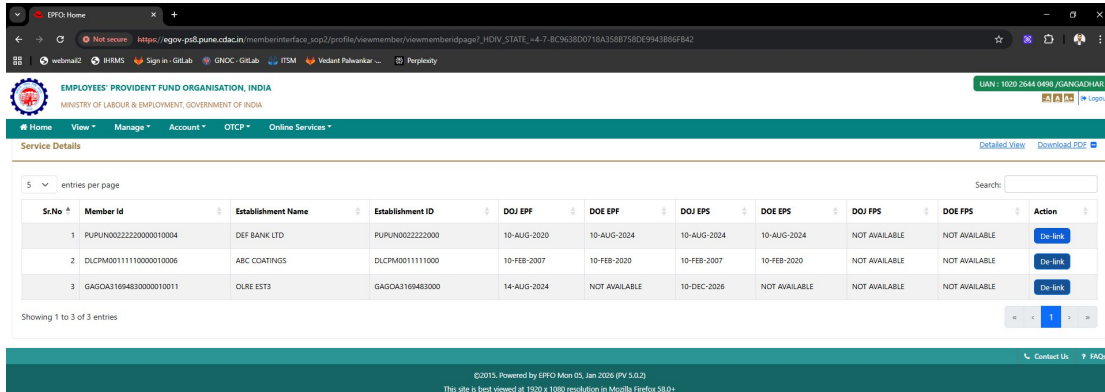 EPFO: Home
Not secure https://egov-ps8.pune.cdac.in/memberinterface_sop2/profile/viewmember/viewmemberidpage?_HDIV_STATE_=4-7-BC9638D0718A358B758DE9943B86FB42
webmail2 IHRMS Sign in · GitLab GNOC · GitLab ITSM Vedant Palwankar -... Perplexity
EMPLOYEES' PROVIDENT FUND ORGANISATION, INDIA
MINISTRY OF LABOUR & EMPLOYMENT, GOVERNMENT OF INDIA
UAN : 1020 2644 0498 /GANGADHAR
-A A A+ Logou
Home View Manage Account OTCP Online Services
Service Details Detailed View Download PDF
5 entries per page Search:
Sr.No Member Id Establishment Name Establishment ID DOJ EPF DOE EPF DOJ EPS DOE EPS DOJ FPS DOE FPS Action
1 PUPUN00222220000010004 DEF BANK LTD PUPUN0022222000 10-AUG-2020 10-AUG-2024 10-AUG-2024 10-AUG-2024 NOT AVAILABLE NOT AVAILABLE De-link
2 DLCPM00111110000010006 ABC COATINGS DLCPM0011111000 10-FEB-2007 10-FEB-2020 10-FEB-2007 10-FEB-2020 NOT AVAILABLE NOT AVAILABLE De-link
3 GAGOA31694830000010011 OLRE EST3 GAGOA3169483000 14-AUG-2024 NOT AVAILABLE 10-DEC-2026 NOT AVAILABLE NOT AVAILABLE NOT AVAILABLE De-link
Showing 1 to 3 of 3 entries « ‹ 1 › »
Contact Us ? FAQ
©2015. Powered by EPFO Mon 05, Jan 2026 (PV 5.0.2)
This site is best viewed at 1920 x 1080 resolution in Mozilla Firefox 58.0+